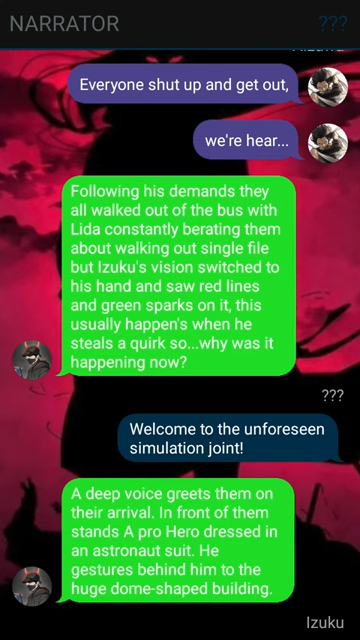 NARRATOR
???
Everyone shut up and get out,
we're hear...
Following his demands they
all walked out of the bus with
Lida constantly berating them
about walking out single file
but Izuku's vision switched to
his hand and saw red lines
and green sparks on it, this
usually happen's when he
steals a quirk so...why was it
happening now?
???
Welcome to the unforeseen
simulation joint!
A deep voice greets them on
their arrival. In front of them
stands A pro Hero dressed in
an astronaut suit. He
gestures behind him to the
huge dome-shaped building.
Izuku